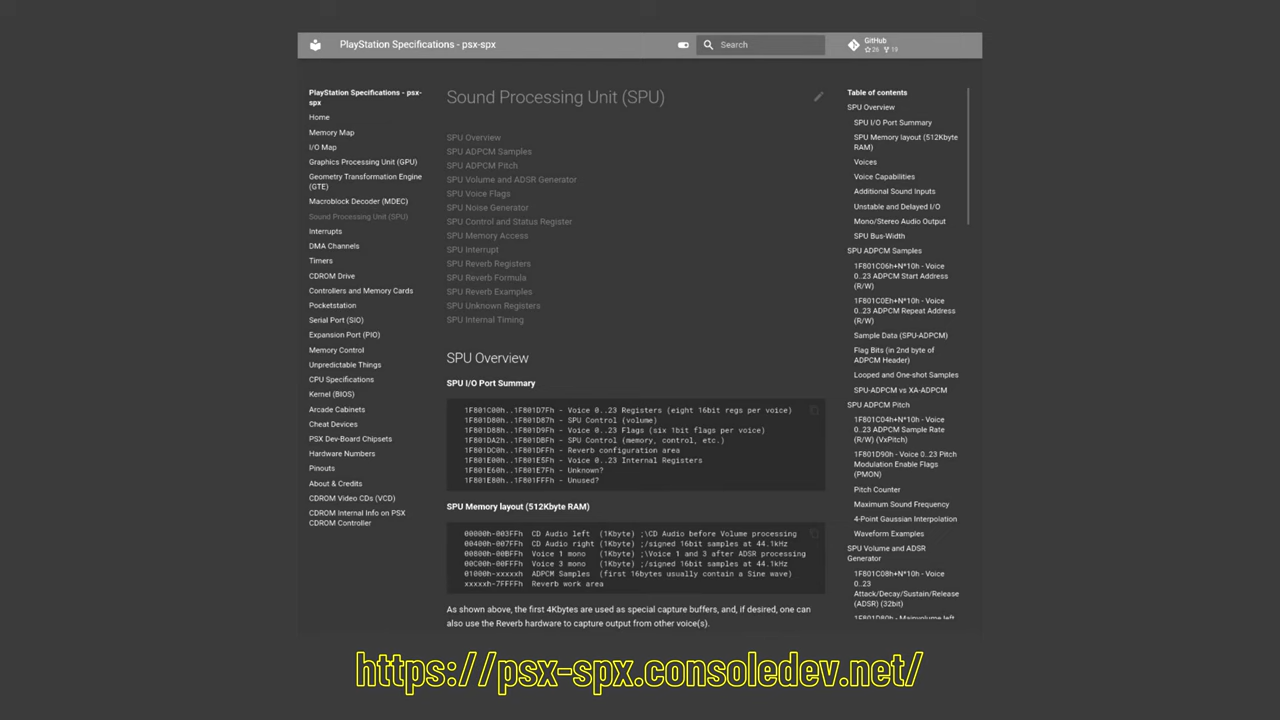 PlayStation Specifications - psx-spx
Search
GitHub
26 19
PlayStation Specifications - psx-
spx
Home
Memory Map
I/O Map
Graphics Processing Unit (GPU)
Geometry Transformation Engine
(GTE)
Macroblock Decoder (MDEC)
Sound Processing Unit (SPU)
Interrupts
DMA Channels
Timers
CDROM Drive
Controllers and Memory Cards
Pocketstation
Serial Port (SIO)
Expansion Port (PIO)
Memory Control
Unpredictable Things
CPU Specifications
Kernel (BIOS)
Arcade Cabinets
Cheat Devices
PSX Dev-Board Chipsets
Hardware Numbers
Pinouts
About & Credits
CDROM Video CDs (VCD)
CDROM Internal Info on PSX
CDROM Controller
Sound Processing Unit (SPU)
SPU Overview
SPU ADPCM Samples
SPU ADPCM Pitch
SPU Volume and ADSR Generator
SPU Voice Flags
SPU Noise Generator
SPU Control and Status Register
SPU Memory Access
SPU Interrupt
SPU Reverb Registers
SPU Reverb Formula
SPU Reverb Examples
SPU Unknown Registers
SPU Internal Timing
SPU Overview
SPU I/O Port Summary
1F801C00h..1F801D7Fh - Voice 0..23 Registers (eight 16bit regs per voice)
1F801D80h..1F801D87h - SPU Control (volume)
1F801D88h..1F801D9Fh - Voice 0..23 Flags (six 1bit flags per voice)
1F801DA2h..1F801DBFh - SPU Control (memory, control, etc.)
1F801DC0h..1F801DFFh - Reverb configuration area
1F801E00h..1F801E5Fh - Voice 0..23 Internal Registers
1F801E60h..1F801E7Fh - Unknown?
1F801E80h..1F801FFFh - Unused?
SPU Memory layout (512Kbyte RAM)
00000h-003FFh CD Audio left (1Kbyte) ;\CD Audio before Volume processing
00400h-007FFh CD Audio right (1Kbyte) ;/signed 16bit samples at 44.1kHz
00800h-00BFFh Voice 1 mono (1Kbyte) ;\Voice 1 and 3 after ADSR processing
00C00h-00FFFh Voice 3 mono (1Kbyte) ;/signed 16bit samples at 44.1kHz
01000h-xxxxxh ADPCM Samples (first 16bytes usually contain a Sine wave)
xxxxxh-7FFFFh Reverb work area
As shown above, the first 4Kbytes are used as special capture buffers, and, if desired, one can
also use the Reverb hardware to capture output from other voice(s).
Table of contents
SPU Overview
SPU I/O Port Summary
SPU Memory layout (512Kbyte
RAM)
Voices
Voice Capabilities
Additional Sound Inputs
Unstable and Delayed I/O
Mono/Stereo Audio Output
SPU Bus-Width
SPU ADPCM Samples
1F801C06h+N*10h - Voice
0..23 ADPCM Start Address
(R/W)
1F801C0Eh+N*10h - Voice
0..23 ADPCM Repeat Address
(R/W)
Sample Data (SPU-ADPCM)
Flag Bits (in 2nd byte of
ADPCM Header)
Looped and One-shot Samples
SPU-ADPCM vs XA-ADPCM
SPU ADPCM Pitch
1F801C04h+N*10h - Voice
0..23 ADPCM Sample Rate
(R/W) (VxPitch)
1F801D90h - Voice 0..23 Pitch
Modulation Enable Flags
(PMON)
Pitch Counter
Maximum Sound Frequency
4-Point Gaussian Interpolation
Waveform Examples
SPU Volume and ADSR
Generator
1F801C08h+N*10h - Voice
0..23
Attack/Decay/Sustain/Release
(ADSR) (32bit)
1F801D80h - Mainvolume left
https://psx-spx.consoledev.net/